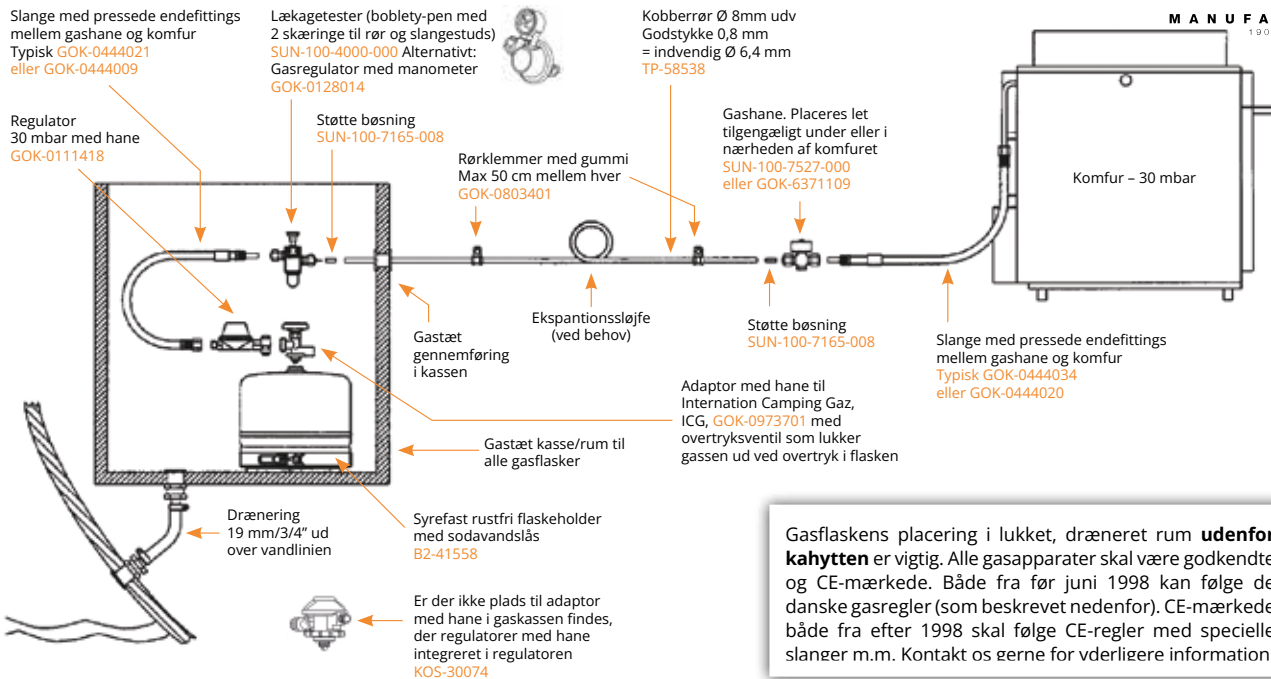 Slange med pressede endefittings
mellem gashane og komfur
Typisk GOK-0444021
eller GOK-0444009
Lækagetester (boblety-pen med
2 skæringe til rør og slangestuds)
SUN-100-4000-000 Alternativt:
Gasregulator med manometer
GOK-0128014
Kobberrør Ø 8mm udv
Godstykke 0,8 mm
= indvendig Ø 6,4 mm
TP-58538
MANUFA
190
Regulator
30 mbar med hane
GOK-0111418
Støtte bøsning
SUN-100-7165-008
Rørklemmer med gummi
Max 50 cm mellem hver
GOK-0803401
Gashane. Placeres let
tilgengæligt under eller i
nærheden af komfuret
SUN-100-7527-000
eller GOK-6371109
Komfur – 30 mbar
Gastæt
gennemføring
i kassen
Ekspantionssløjfe
(ved behov)
Støtte bøsning
SUN-100-7165-008
Slange med pressede endefittings
mellem gashane og komfur
Typisk GOK-0444034
eller GOK-0444020
Adaptor med hane til
Internation Camping Gaz,
ICG, GOK-0973701 med
overtryksventil som lukker
gassen ud ved overtryk i flasken
Gastæt kasse/rum til
alle gasflasker
Drænering
19 mm/3/4” ud
over vandlinien
Syrefast rustfri flaskeholder
med sodavandslås
B2-41558
Er der ikke plads til adaptor
med hane i gaskassen findes,
der regulatorer med hane
integreret i regulatoren
KOS-30074
Gasflaskens placering i lukket, dræneret rum udenfor
kahytten er vigtig. Alle gasapparater skal være godkendte
og CE-mærkede. Både fra før juni 1998 kan følge de
danske gasregler (som beskrevet nedenfor). CE-mærkede
både fra efter 1998 skal følge CE-regler med specielle
slanger m.m. Kontakt os gerne for yderligere information